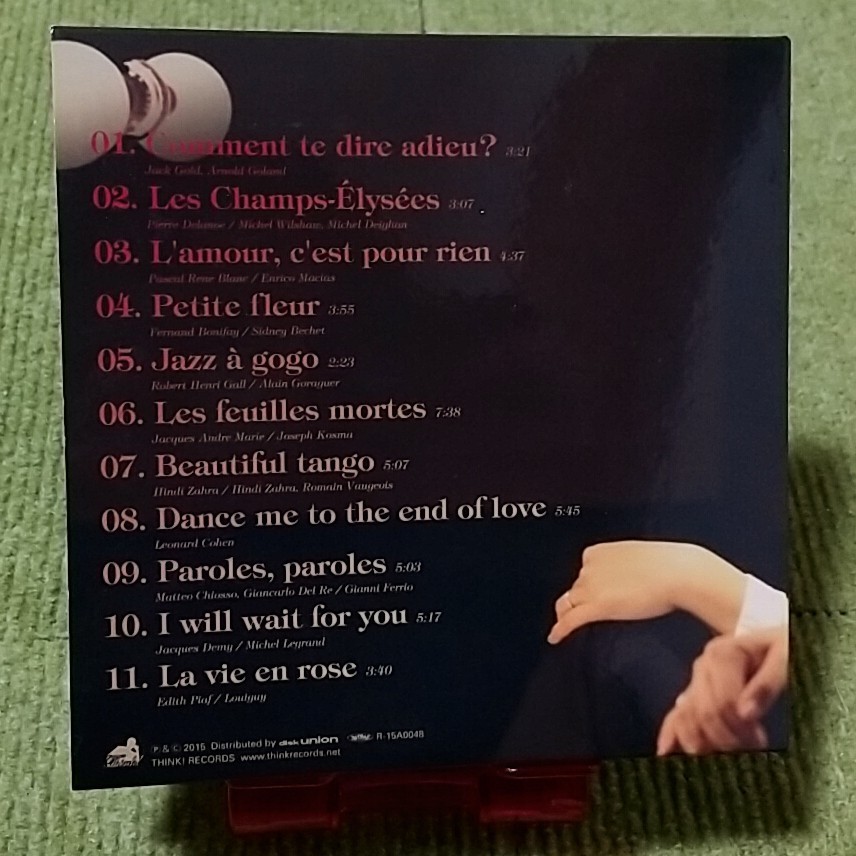 01. Comment te dire adieu? 3:21
Jack Gold, Arnold Goland
02. Les Champs-Élysées 3:07
Pierre Delanoe / Michel Wilshaw, Michel Deighan
03. L'amour, c'est pour rien 4:37
Pascal Rene Blanc / Enrico Macias
04. Petite fleur 3:55
Fernand Bonifay / Sidney Bechet
05. Jazz à gogo 2:23
Robert Henri Gall / Alain Goraguer
06. Les feuilles mortes 7:38
Jacques Andre Marie / Joseph Kosma
07. Beautiful tango 5:07
Hindi Zahra / Hindi Zahra, Romain Vaugeois
08. Dance me to the end of love 5:45
Leonard Cohen
09. Paroles, paroles 5:03
Matteo Chiosso, Giancarlo Del Re / Gianni Ferrio
10. I will wait for you 5:17
Jacques Demy / Michel Legrand
11. La vie en rose 3:40
Edith Piaf / Louiguy
℗ & © 2015 Distributed by disk union R-15A0048
THINK! RECORDS www.thinkrecords.net